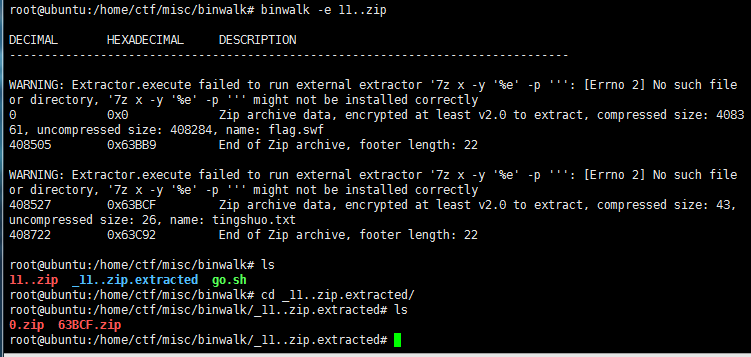 root@ubuntu:/home/ctf/misc/binwalk# binwalk -e 11..zip
DECIMAL       HEXADECIMAL     DESCRIPTION
--------------------------------------------------------------------------------
WARNING: Extractor.execute failed to run external extractor '7z x -y '%e' -p ''': [Errno 2] No such file
or directory, '7z x -y '%e' -p ''' might not be installed correctly
0             0x0             Zip archive data, encrypted at least v2.0 to extract, compressed size: 4083
61, uncompressed size: 408284, name: flag.swf
408505        0x63BB9         End of Zip archive, footer length: 22
WARNING: Extractor.execute failed to run external extractor '7z x -y '%e' -p ''': [Errno 2] No such file
or directory, '7z x -y '%e' -p ''' might not be installed correctly
408527        0x63BCF         Zip archive data, encrypted at least v2.0 to extract, compressed size: 43,
uncompressed size: 26, name: tingshuo.txt
408722        0x63C92         End of Zip archive, footer length: 22
root@ubuntu:/home/ctf/misc/binwalk# ls
11..zip  _11..zip.extracted  go.sh
root@ubuntu:/home/ctf/misc/binwalk# cd _11..zip.extracted/
root@ubuntu:/home/ctf/misc/binwalk/_11..zip.extracted# ls
0.zip  63BCF.zip
root@ubuntu:/home/ctf/misc/binwalk/_11..zip.extracted#